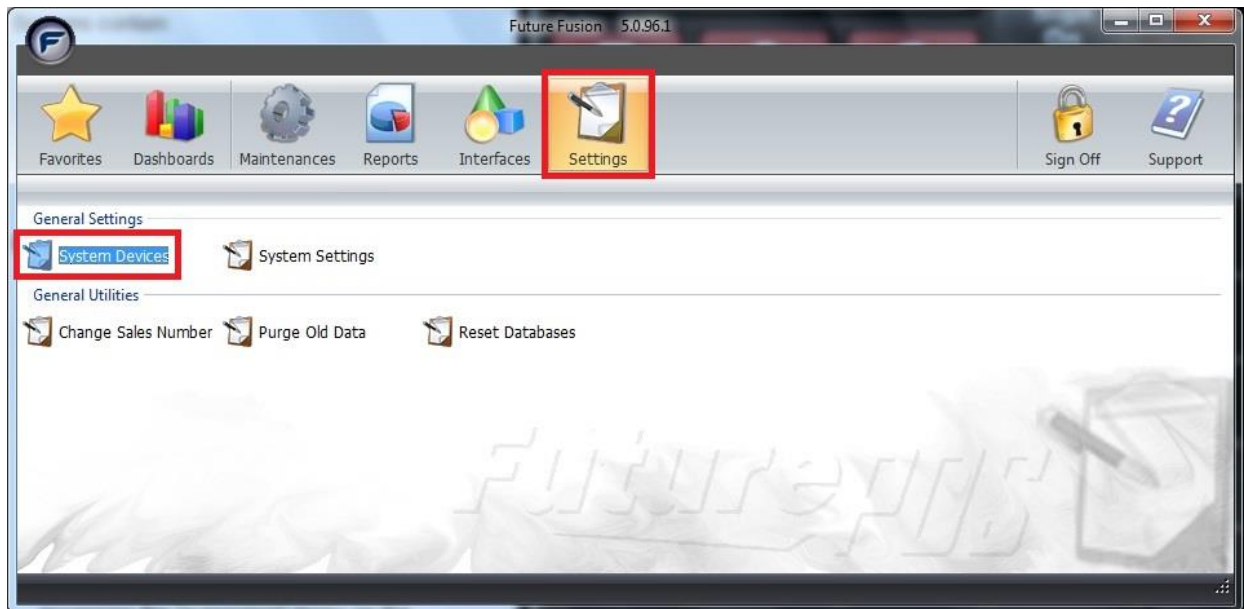 Future Fusion 5.0.96.1
Favorites Dashboards Maintenances Reports Interfaces Settings Sign Off Support
General Settings
System Devices System Settings
General Utilities
Change Sales Number Purge Old Data Reset Databases